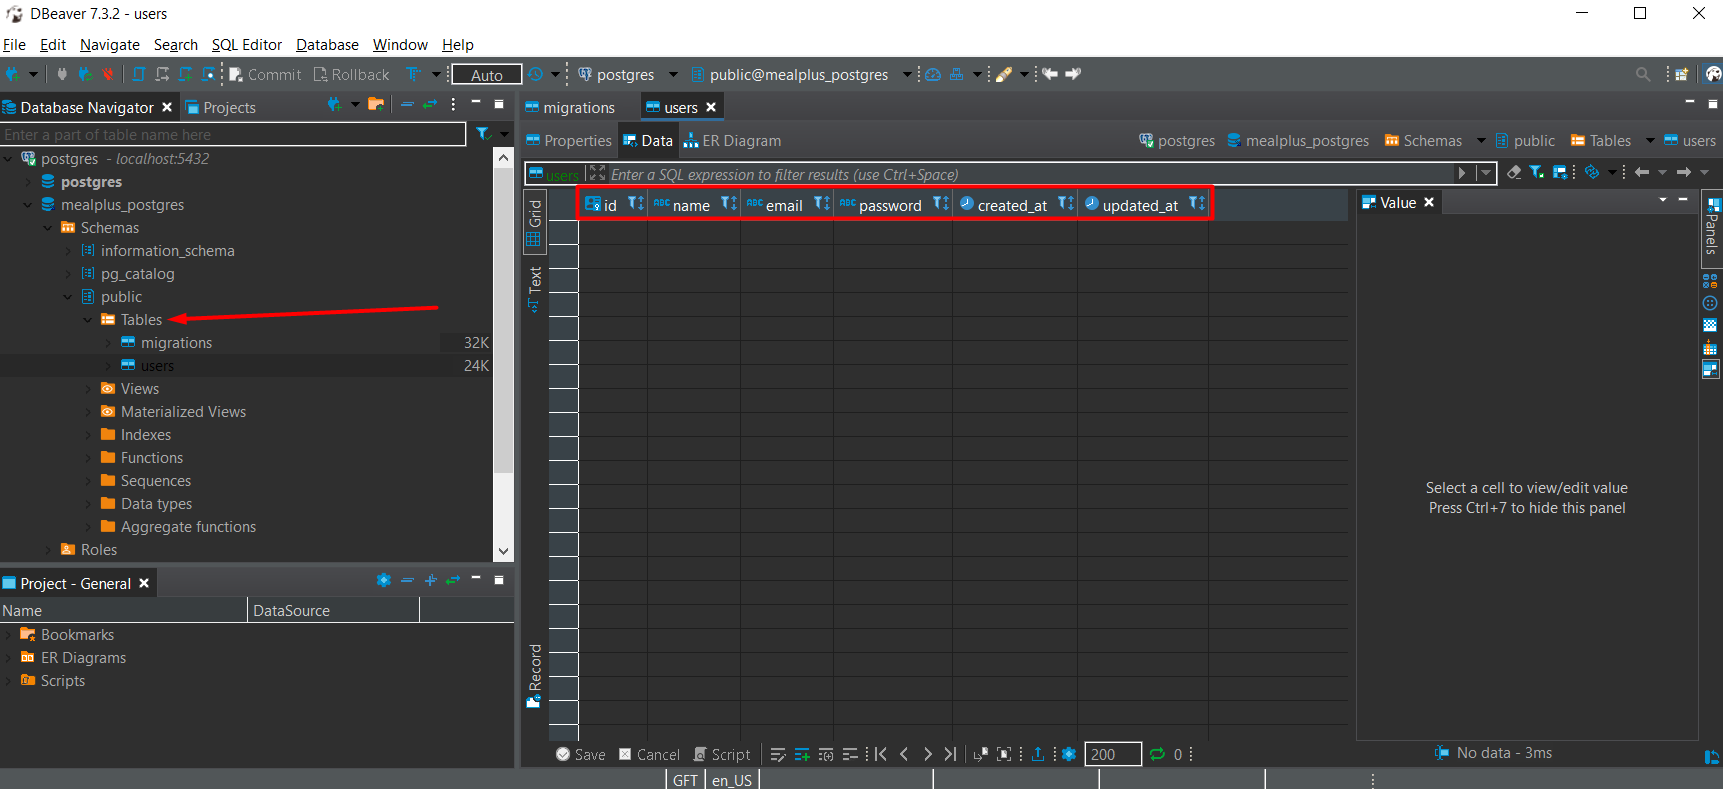 DBeaver 7.3.2 - users
File Edit Navigate Search SQL Editor Database Window Help
Commit Rollback Auto postgres public@mealplus_postgres
Database Navigator Projects
Enter a part of table name here
postgres - localhost:5432
postgres
mealplus_postgres
Schemas
information_schema
pg_catalog
public
Tables
migrations 32K
users 24K
Views
Materialized Views
Indexes
Functions
Sequences
Data types
Aggregate functions
Roles
Project - General
Name DataSource
Bookmarks
ER Diagrams
Scripts
migrations users
Properties Data ER Diagram postgres mealplus_postgres Schemas public Tables users
users Enter a SQL expression to filter results (use Ctrl+Space)
id ABC name ABC email ABC password created_at updated_at
Grid
Text
Record
Value
Panels
Select a cell to view/edit value
Press Ctrl+7 to hide this panel
Save Cancel Script 200 0 No data - 3ms
GFT en_US